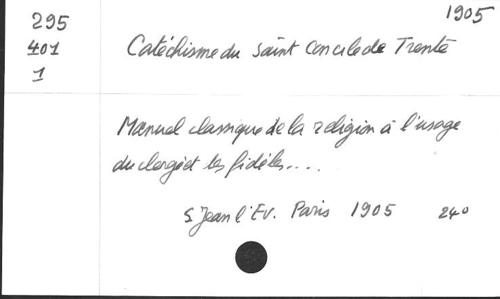 1905
295
401
1
Catéchisme du Saint Concile de Trente
Manuel classique de la religion à l'usage
du clergé et les fidèles....
S. Jean l'Ev. Paris 1905 240